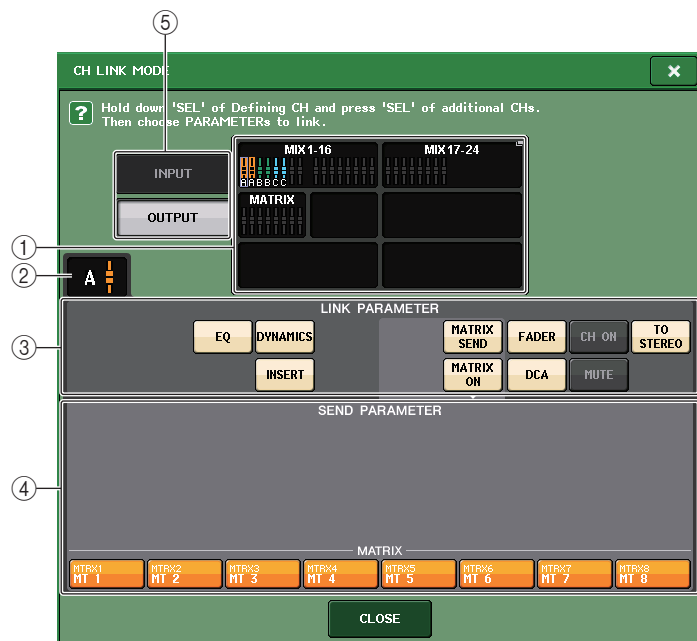 ⑤
CH LINK MODE
×
? Hold down 'SEL' of Defining CH and press 'SEL' of additional CHs.
Then choose PARAMETERs to link.
MIX 1-16
MIX 17-24
INPUT
AABBCC
OUTPUT
MATRIX
①
②
A
LINK PARAMETER
③
EQ
DYNAMICS
MATRIX
SEND
FADER
CH ON
TO
STEREO
INSERT
MATRIX
ON
DCA
MUTE
SEND PARAMETER
④
MATRIX
MTRX1
MT 1
MTRX2
MT 2
MTRX3
MT 3
MTRX4
MT 4
MTRX5
MT 5
MTRX6
MT 6
MTRX7
MT 7
MTRX8
MT 8
CLOSE